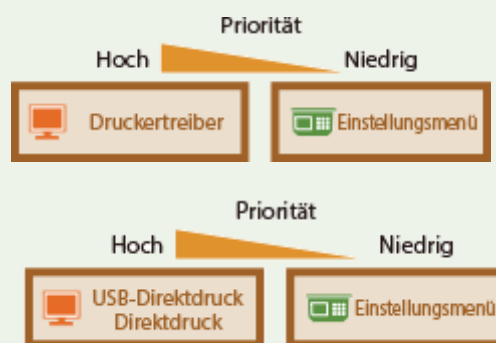 Priorität
Hoch Niedrig
Druckertreiber Einstellungsmenü
Priorität
Hoch Niedrig
USB-Direktdruck
Direktdruck
Einstellungsmenü